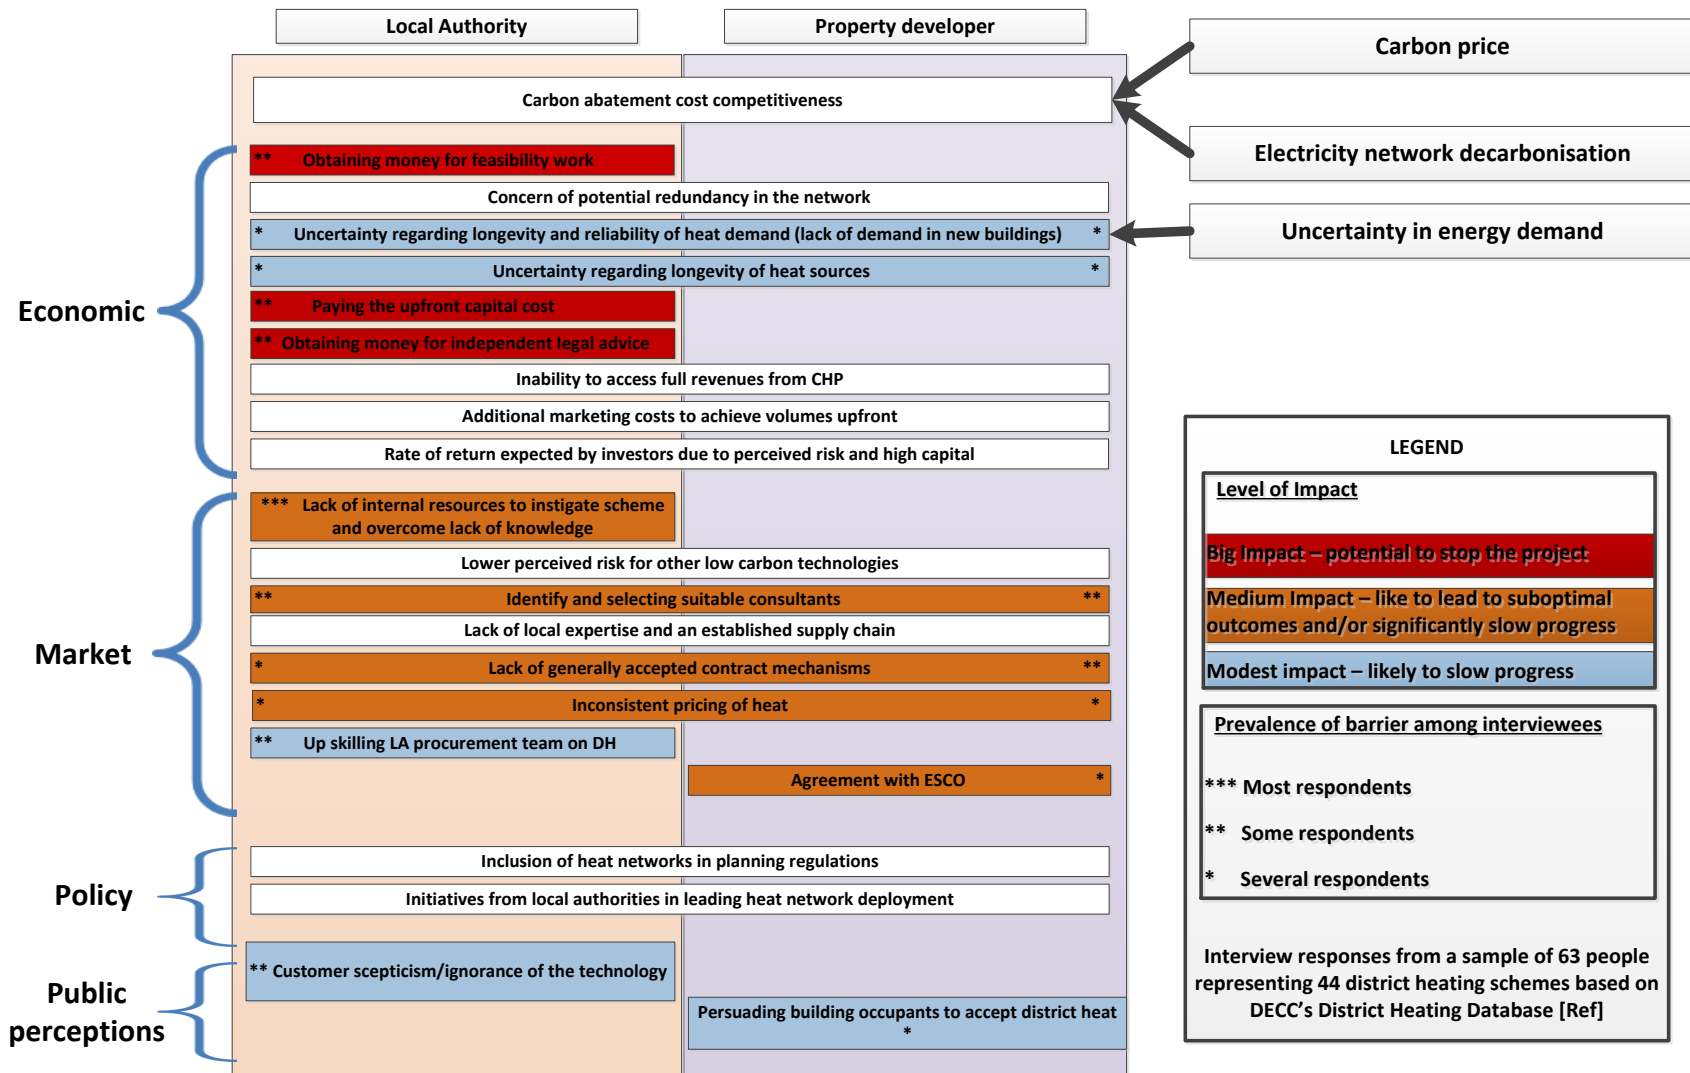 Local Authority
Property developer
Carbon price
Carbon abatement cost competitiveness
Electricity network decarbonisation
Economic
** Obtaining money for feasibility work
Concern of potential redundancy in the network
* Uncertainty regarding longevity and reliability of heat demand (lack of demand in new buildings) *
Uncertainty in energy demand
* Uncertainty regarding longevity of heat sources *
** Paying the upfront capital cost
** Obtaining money for independent legal advice
Inability to access full revenues from CHP
Additional marketing costs to achieve volumes upfront
Rate of return expected by investors due to perceived risk and high capital
Market
*** Lack of internal resources to instigate scheme
and overcome lack of knowledge
Lower perceived risk for other low carbon technologies
** Identify and selecting suitable consultants **
Lack of local expertise and an established supply chain
* Lack of generally accepted contract mechanisms **
* Inconsistent pricing of heat *
** Up skilling LA procurement team on DH
Agreement with ESCO *
Policy
Inclusion of heat networks in planning regulations
Initiatives from local authorities in leading heat network deployment
Public
perceptions
** Customer scepticism/ignorance of the technology
Persuading building occupants to accept district heat
*
LEGEND
Level of Impact
Big Impact – potential to stop the project
Medium Impact – like to lead to suboptimal
outcomes and/or significantly slow progress
Modest impact – likely to slow progress
Prevalence of barrier among interviewees
*** Most respondents
** Some respondents
* Several respondents
Interview responses from a sample of 63 people
representing 44 district heating schemes based on
DECC's District Heating Database [Ref]